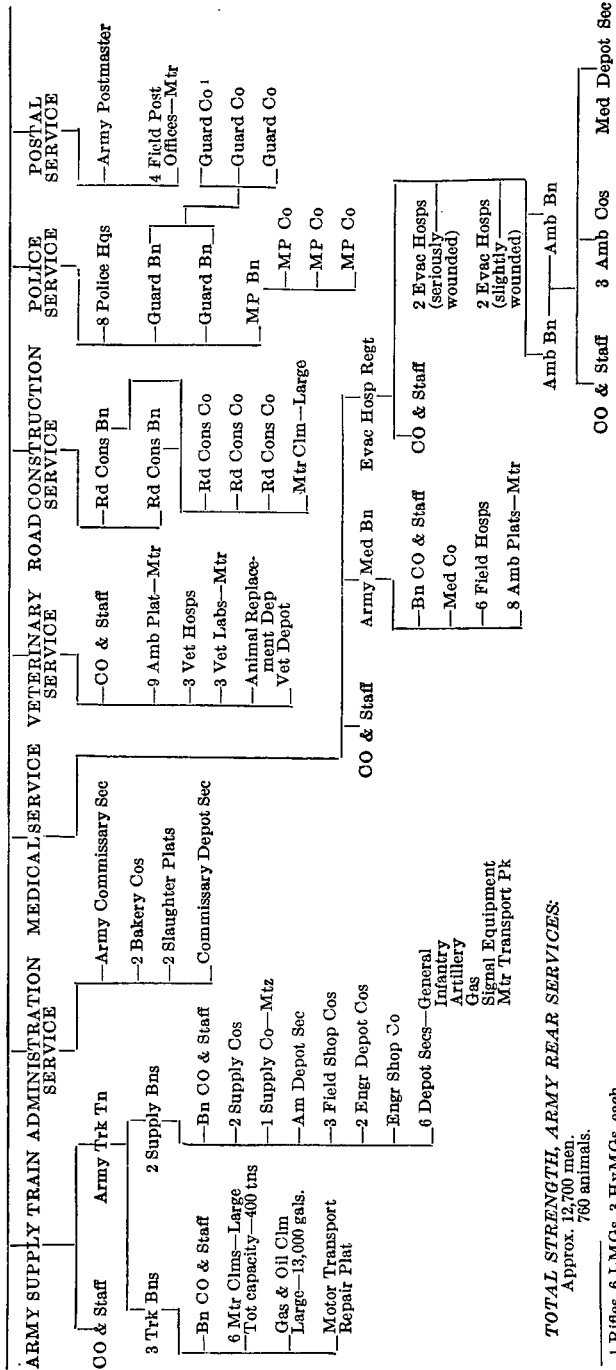 ARMY SUPPLY TRAIN
CO & Staff
Army Trk Tn
3 Trk Bns
—Bn CO & Staff
—6 Mtr Clms—Large
Tot capacity—400 tns
Gas & Oil Clm
Large—13,000 gals.
Motor Transport
Repair Plat
2 Supply Bns
—Bn CO & Staff
—2 Supply Cos
—1 Supply Co—Mtz
—Am Depot Sec
—3 Field Shop Cos
—2 Engr Depot Cos
—Engr Shop Co
—6 Depot Secs—General
Infantry
Artillery
Gas
Signal Equipment
Mtr Transport Pk
ADMINISTRATION
SERVICE
—Army Commissary Sec
—2 Bakery Cos
—2 Slaughter Plats
Commissary Depot Sec
MEDICAL SERVICE
CO & Staff
Army Med Bn
—Bn CO & Staff
—Med Co
—6 Field Hosps
—8 Amb Plats—Mtr
Evac Hosp Regt
CO & Staff
2 Evac Hosps
(seriously
wounded)
2 Evac Hosps
(slightly
wounded)
Amb Bn
Amb Bn
CO & Staff
3 Amb Cos
Med Depot Sec
VETERINARY
SERVICE
—CO & Staff
—9 Amb Plat—Mtr
—3 Vet Hosps
—3 Vet Labs—Mtr
—Animal Replace-
ment Dep
Vet Depot
ROAD CONSTRUCTION
SERVICE
—Rd Cons Bn
Rd Cons Bn
—Rd Cons Co
—Rd Cons Co
—Rd Cons Co
Mtr Clm—Large
POLICE
SERVICE
—8 Police Hqs
—Guard Bn
—Guard Bn
MP Bn
—MP Co
—MP Co
MP Co
—Guard Co ¹
—Guard Co
Guard Co
POSTAL
SERVICE
—Army Postmaster
4 Field Post
Offices—Mtr
TOTAL STRENGTH, ARMY REAR SERVICES:
Approx. 12,700 men.
760 animals.